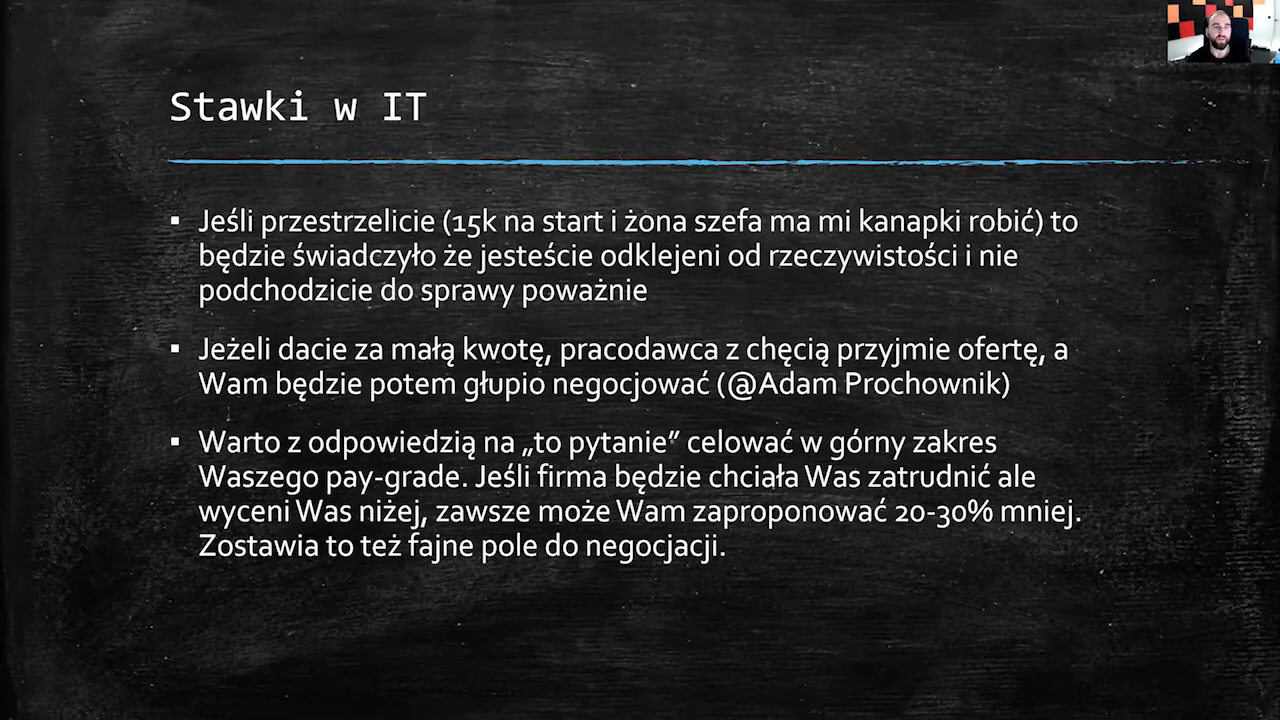 Stawki w IT
Jeśli przestrzelicie (15k na start i żona szefa ma mi kanapki robić) to
będzie świadczyło że jesteście odklejeni od rzeczywistości i nie
podchodzicie do sprawy poważnie
Jeżeli dacie za małą kwotę, pracodawca z chęcią przyjmie ofertę, a
Wam będzie potem głupio negocjować (@Adam Prochownik)
Warto z odpowiedzią na „to pytanie” celować w górny zakres
Waszego pay-grade. Jeśli firma będzie chciała Was zatrudnić ale
wyceni Was niżej, zawsze może Wam zaproponować 20-30% mniej.
Zostawia to też fajne pole do negocjacji.